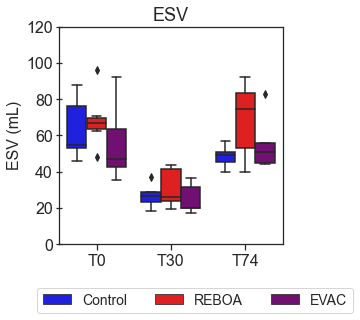 ESV
120
100
80
60
40
20
0
ESV (mL)
T0 T30 T74
Control REBOA EVAC